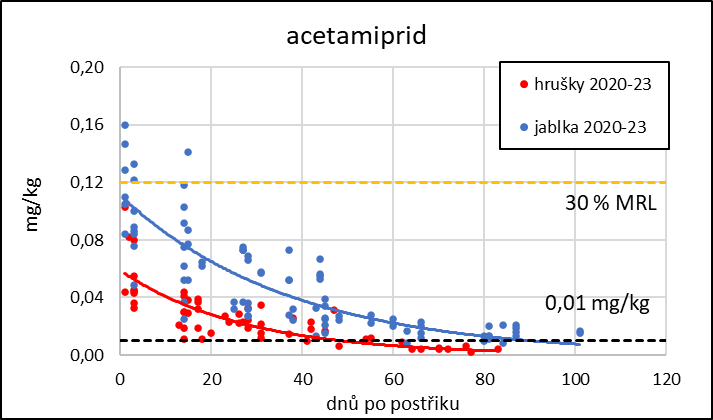 acetamiprid
0,20
0,16
0,12
0,08
0,04
0,00
mg/kg
hrušky 2020-23
jablka 2020-23
30 % MRL
0,01 mg/kg
0
20
40
60
80
100
120
dnů po postřiku